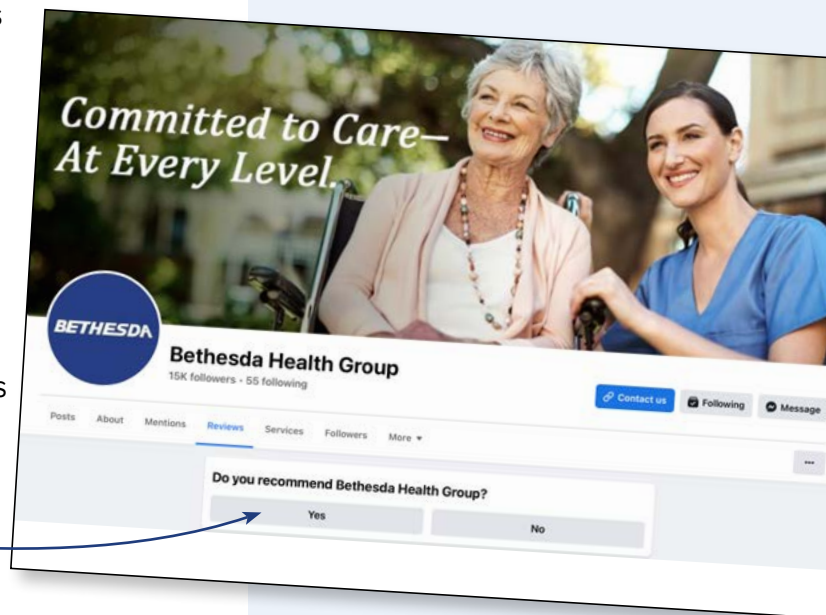 s
Committed to Care—
At Every Level.
BETHESDA
Bethesda Health Group
15K followers • 55 following
Contact us Following Message
s
Posts About Mentions Reviews Services Followers More
...
Do you recommend Bethesda Health Group?
Yes No